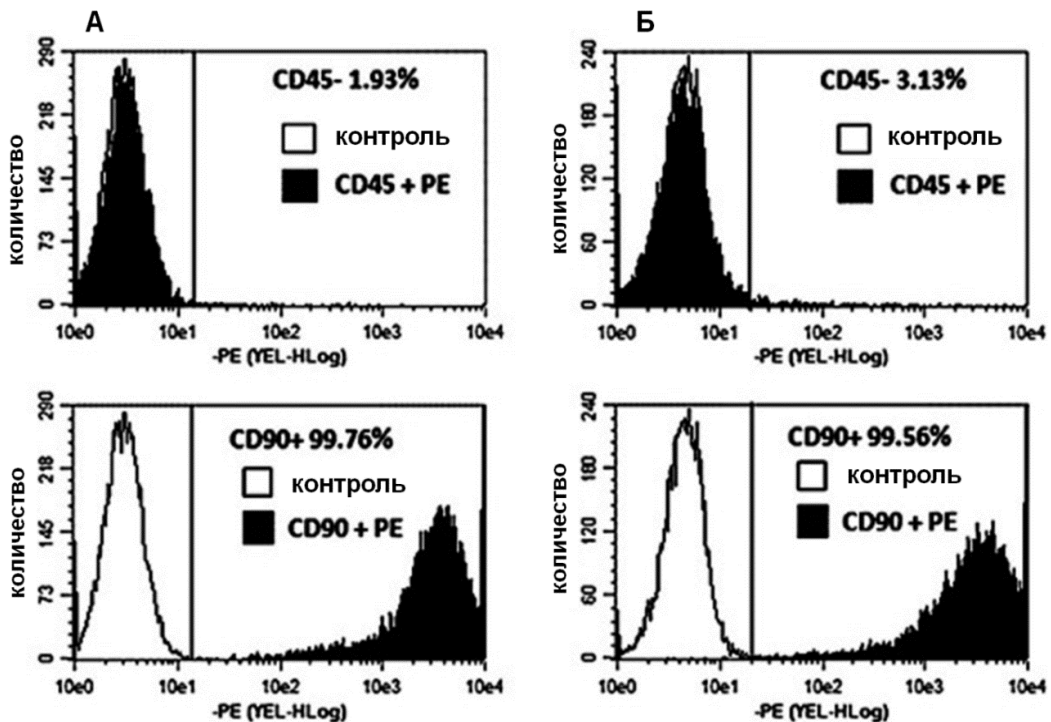 А
290
218
145
73
0
количество
CD45- 1.93%
контроль
CD45 + PE
10e0 10e1 10e2 10e3 10e4
-PE (YEL-HLog)
Б
240
180
120
60
0
количество
CD45- 3.13%
контроль
CD45 + PE
10e0 10e1 10e2 10e3 10e4
-PE (YEL-HLog)
290
218
145
73
0
количество
CD90+ 99.76%
контроль
CD90 + PE
10e0 10e1 10e2 10e3 10e4
-PE (YEL-HLog)
240
180
120
60
0
количество
CD90+ 99.56%
контроль
CD90 + PE
10e0 10e1 10e2 10e3 10e4
-PE (YEL-HLog)